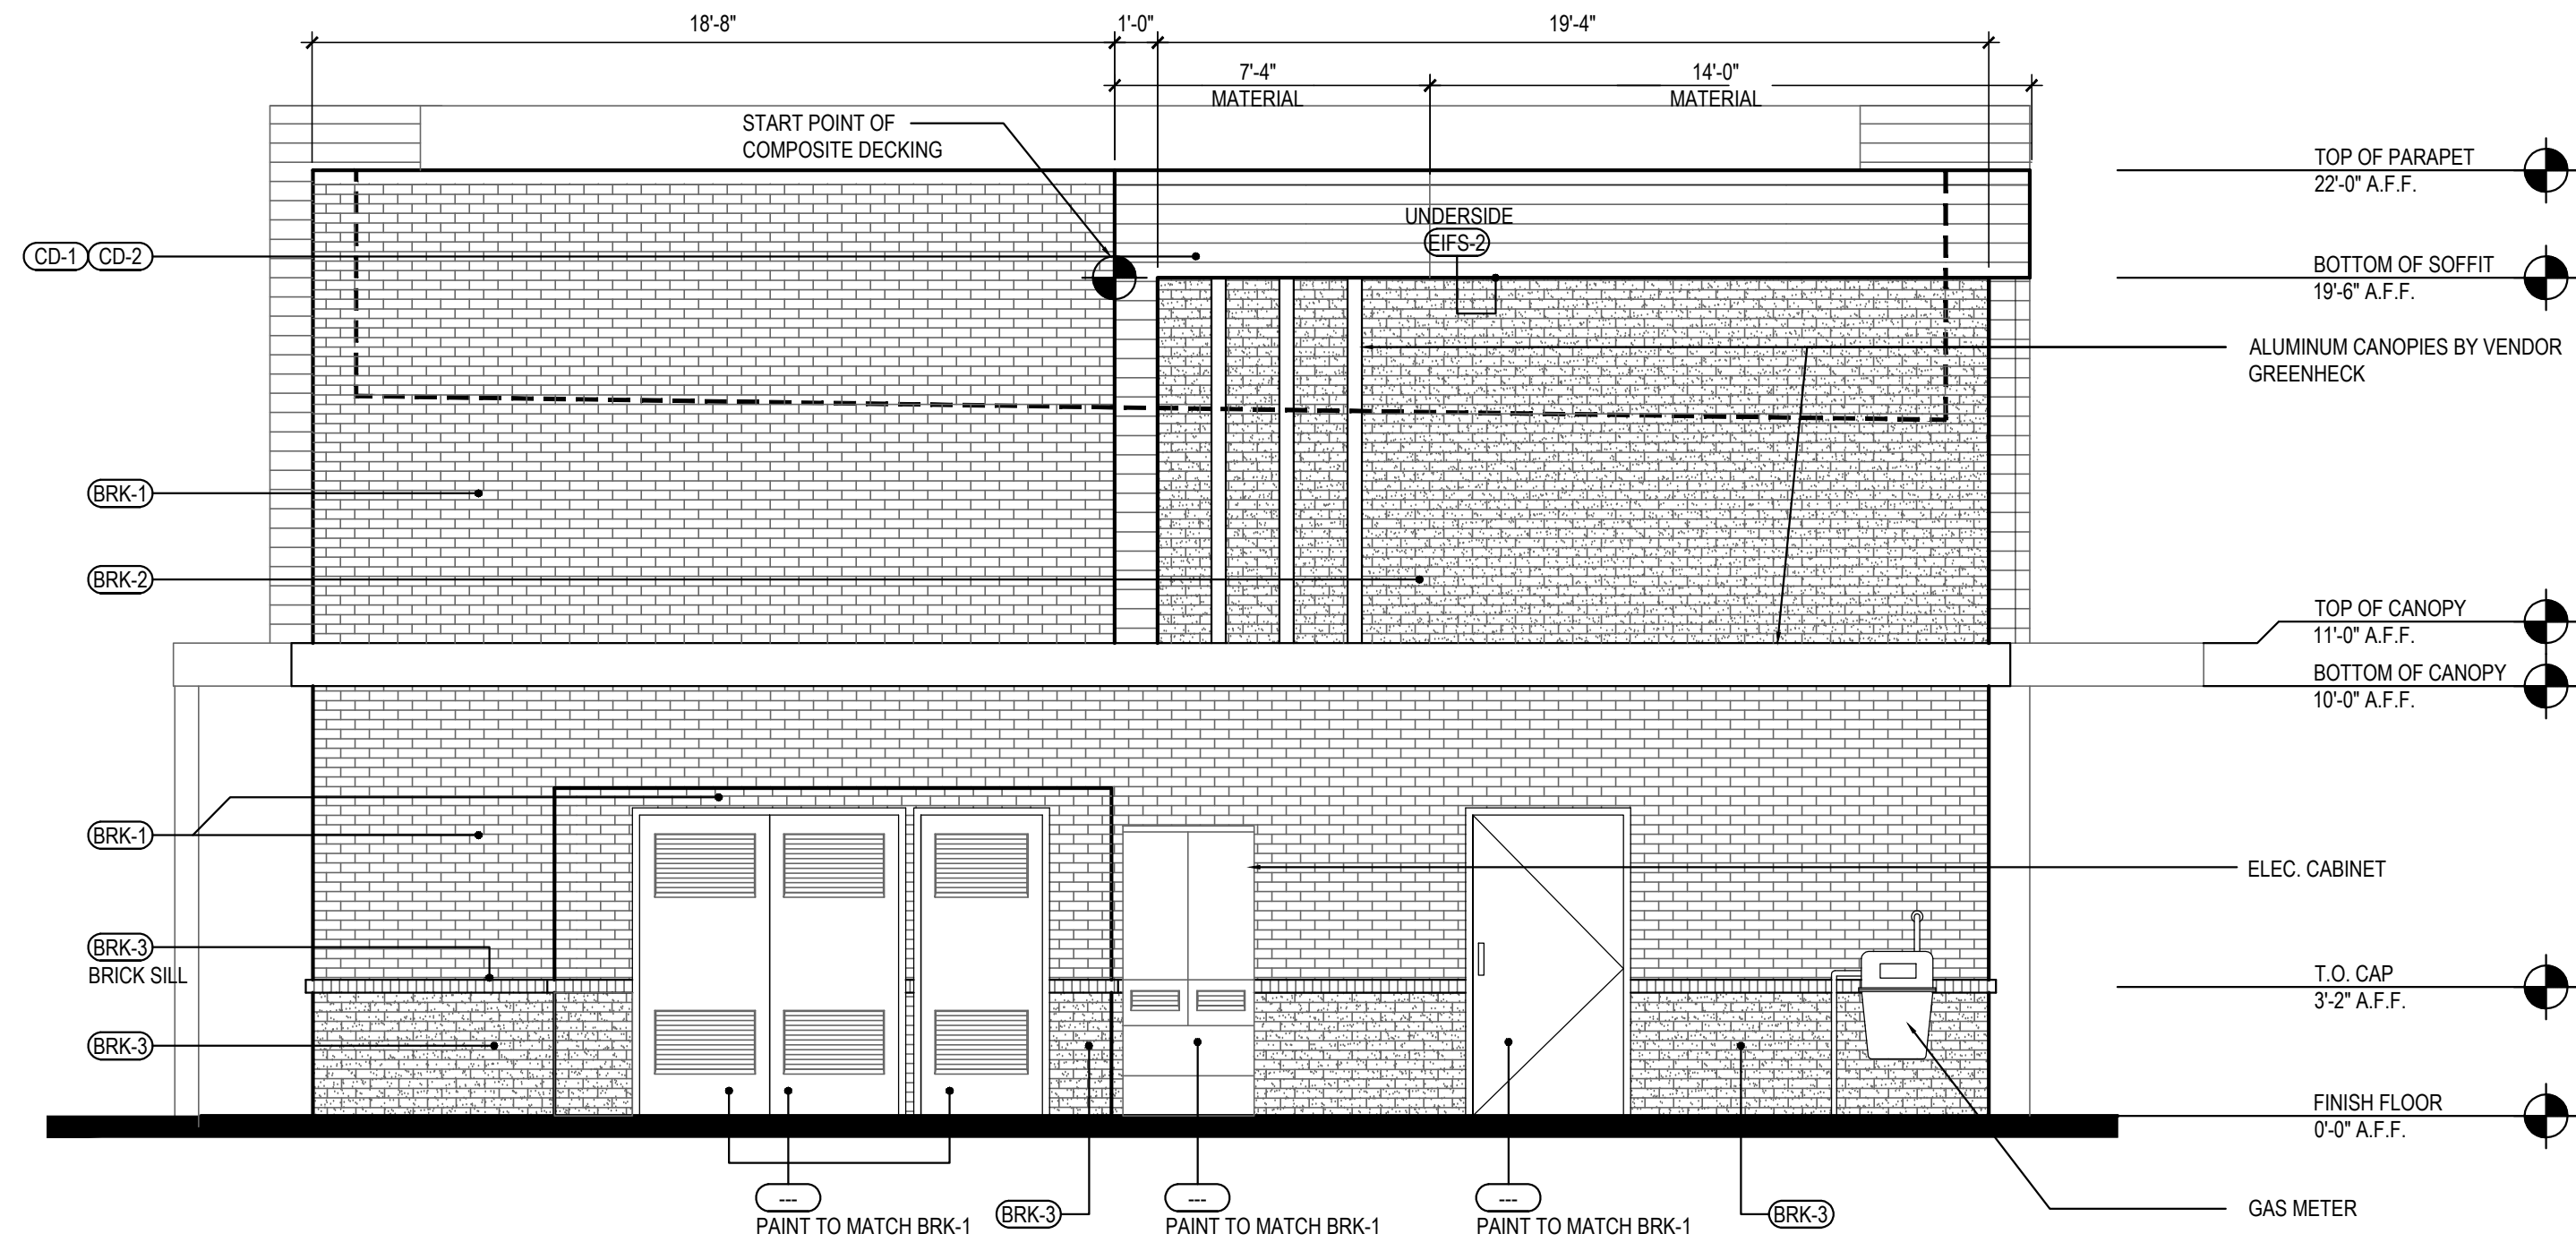 18'-8"
1'-0"
19'-4"
7'-4"
MATERIAL
14'-0"
MATERIAL
START POINT OF
COMPOSITE DECKING
TOP OF PARAPET
22'-0" A.F.F.
UNDERSIDE
EIFS-2
CD-1 CD-2
BOTTOM OF SOFFIT
19'-6" A.F.F.
ALUMINUM CANOPIES BY VENDOR
GREENHECK
BRK-1
BRK-2
TOP OF CANOPY
11'-0" A.F.F.
BOTTOM OF CANOPY
10'-0" A.F.F.
BRK-1
ELEC. CABINET
BRK-3
BRICK SILL
T.O. CAP
3'-2" A.F.F.
BRK-3
FINISH FLOOR
0'-0" A.F.F.
---
PAINT TO MATCH BRK-1
BRK-3
---
PAINT TO MATCH BRK-1
---
PAINT TO MATCH BRK-1
BRK-3
GAS METER